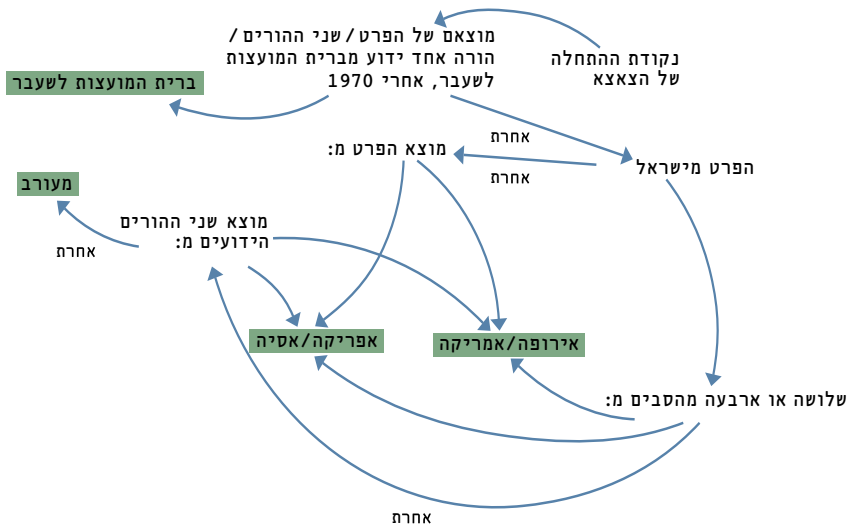 מוצאם של הפרט / שני ההורים /
הורה אחד ידוע מברית המועצות
לשעבר, אחרי 1970
נקודת ההתחלה
של הצאצא
ברית המועצות לשעבר
אחרת
מוצא הפרט מ:
הפרט מישראל
אחרת
מעורב
מוצא שני ההורים
הידועים מ:
אחרת
אירופה/אמריקה
אפריקה/אסיה
שלושה או ארבעה מהסבים מ:
אחרת